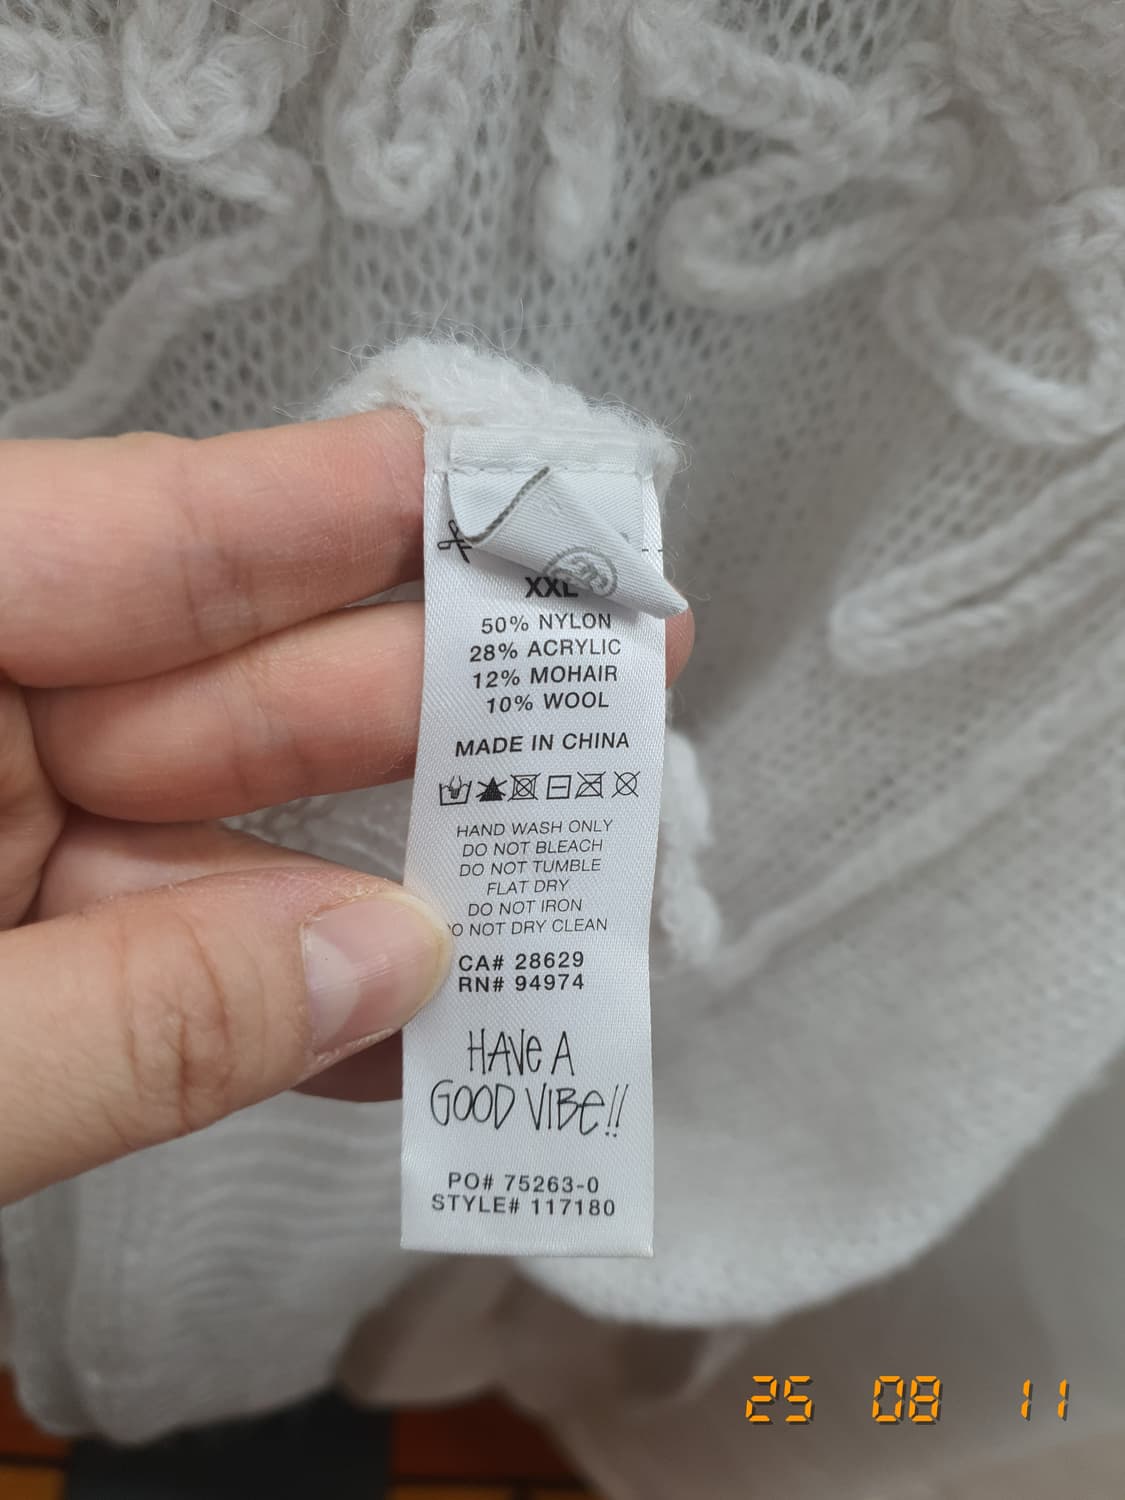 XXL
50% NYLON
28% ACRYLIC
12% MOHAIR
10% WOOL
MADE IN CHINA
HAND WASH ONLY
DO NOT BLEACH
DO NOT TUMBLE
FLAT DRY
DO NOT IRON
O NOT DRY CLEAN
CA# 28629
RN# 94974
HAVE A
GOOD VIBE!!
PO# 75263-0
STYLE# 117180
25 08 11